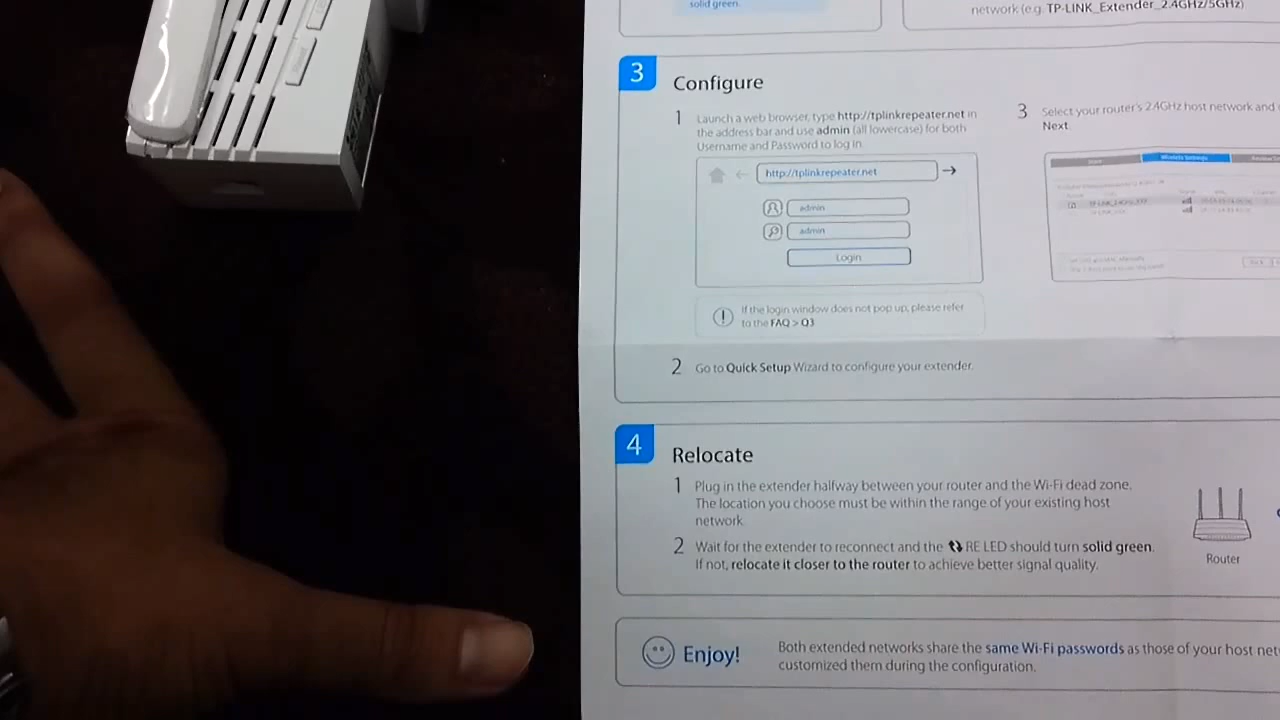 solid green.
network (e.g. TP-LINK_Extender_2.4GHz/5GHz)
3 Configure
1 Launch a web browser, type http://tplinkrepeater.net in
the address bar and use admin (all lowercase) for both
Username and Password to log in.
http://tplinkrepeater.net
admin
admin
Login
If the login window does not pop up, please refer
to the FAQ > Q3
2 Go to Quick Setup Wizard to configure your extender.
3 Select your router's 2.4GHz host network and
Next.
Wireless Settings
4 Relocate
1 Plug in the extender halfway between your router and the Wi-Fi dead zone.
The location you choose must be within the range of your existing host
network.
2 Wait for the extender to reconnect and the RE LED should turn solid green.
If not, relocate it closer to the router to achieve better signal quality.
Router
Enjoy!
Both extended networks share the same Wi-Fi passwords as those of your host
customized them during the configuration.